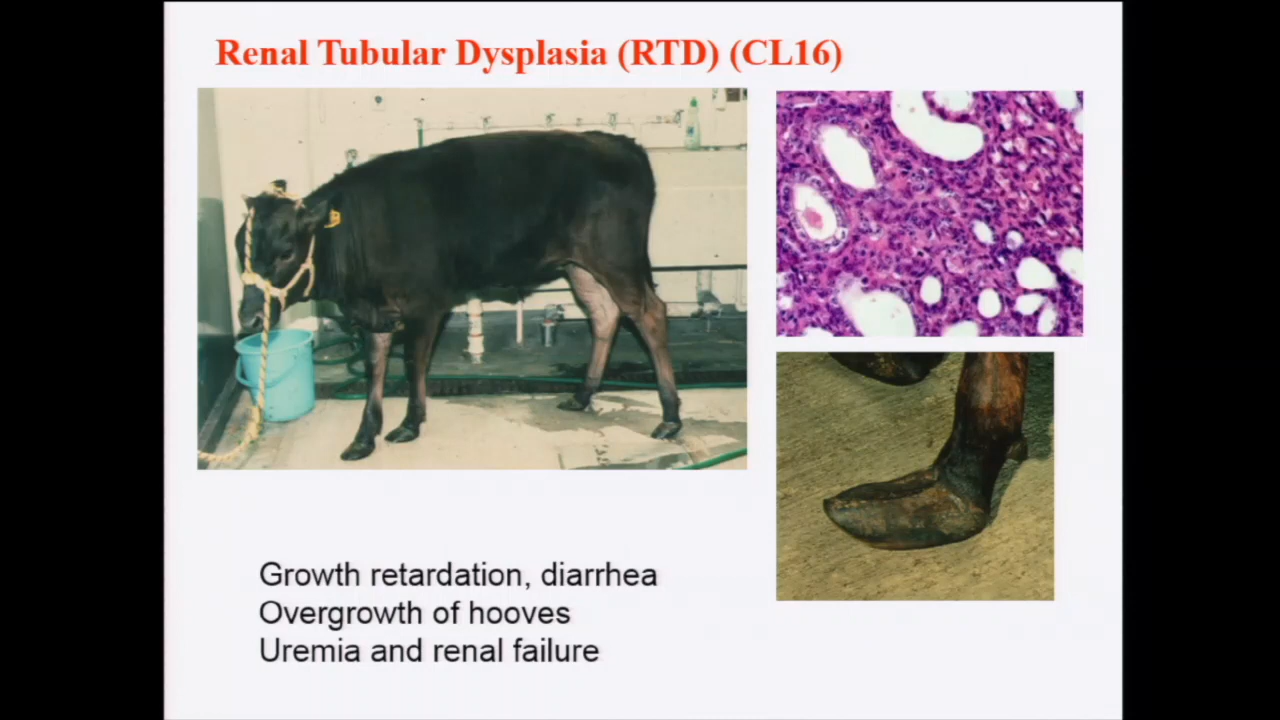 Renal Tubular Dysplasia (RTD) (CL16)
Growth retardation, diarrhea
Overgrowth of hooves
Uremia and renal failure